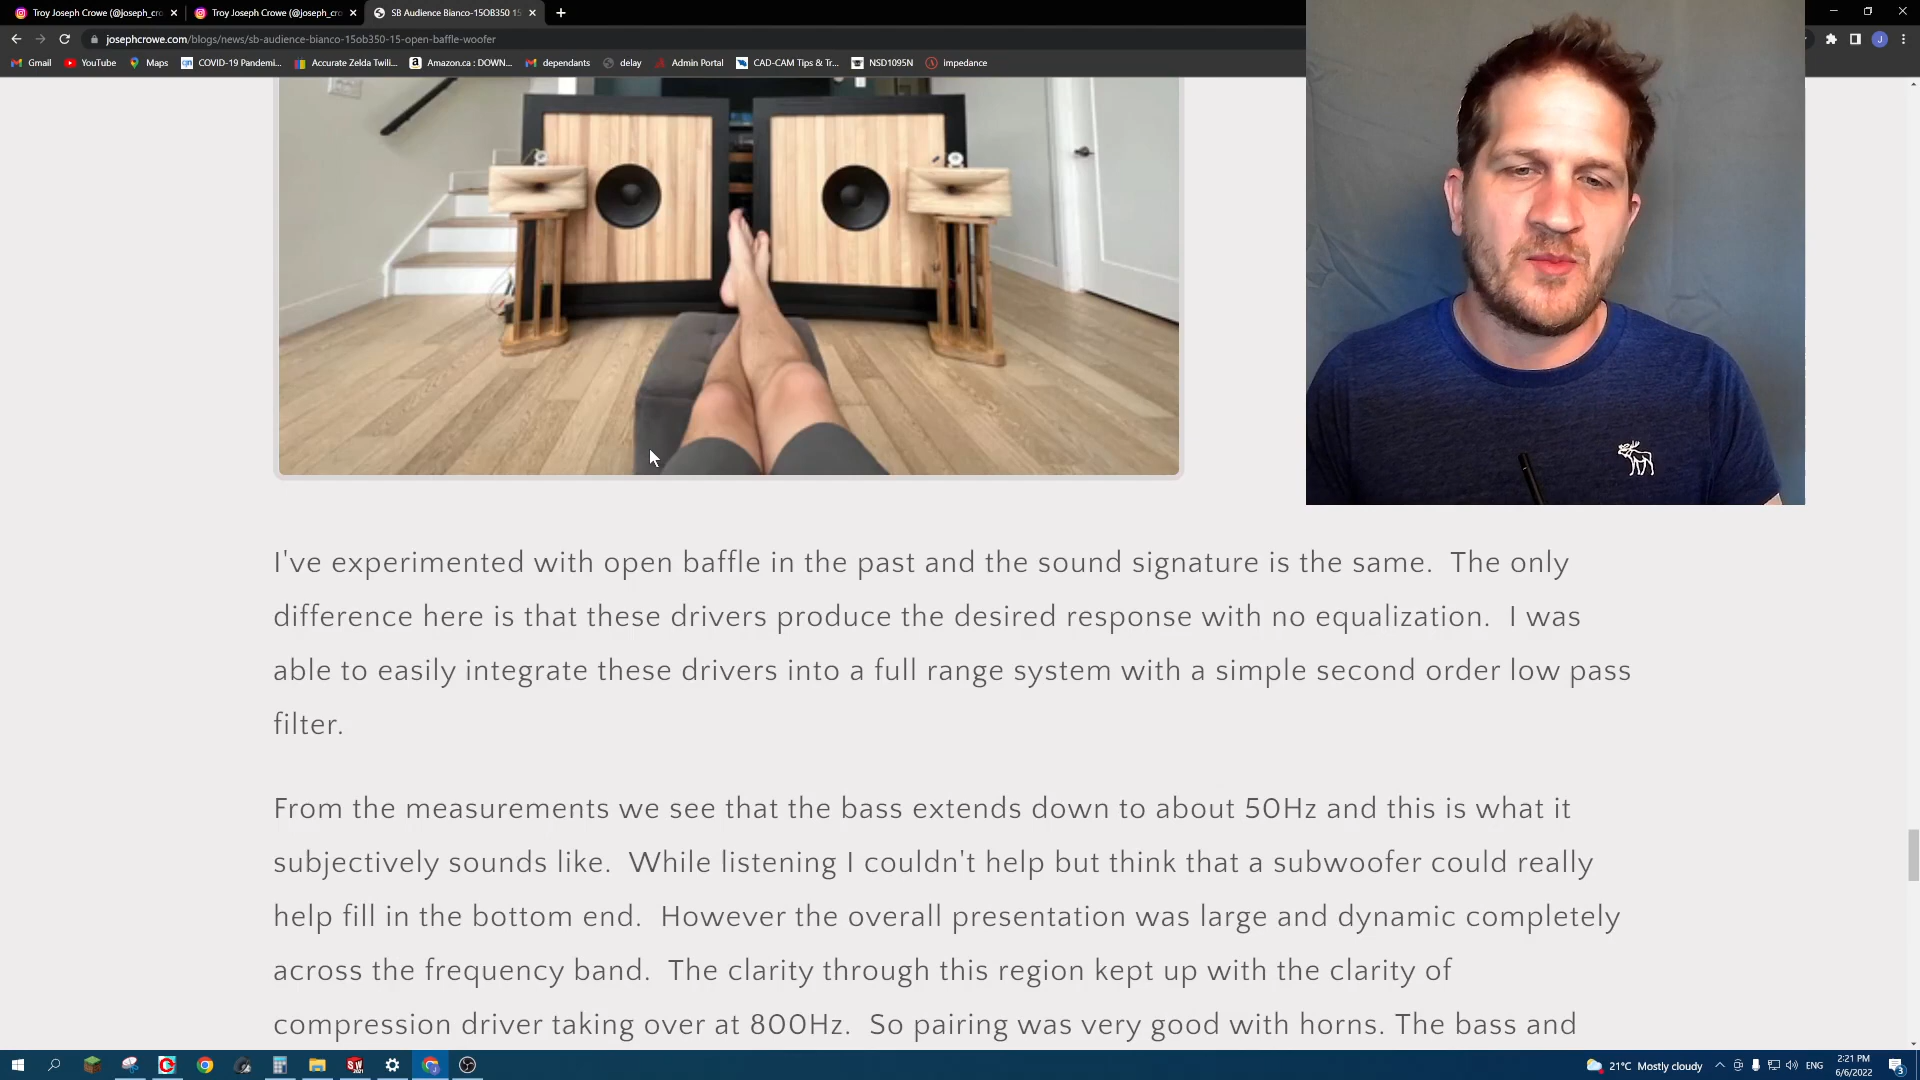 Troy Joseph Crowe (@joseph_cro
Troy Joseph Crowe (@joseph_cro
SB Audience Bianco-15OB350 15
josephcrowe.com/blogs/news/sb-audience-bianco-15ob350-15-open-baffle-woofer
Gmail
YouTube
Maps
COVID-19 Pandemi...
Accurate Zelda Twili...
Amazon.ca : DOWN...
dependants
delay
Admin Portal
CAD-CAM Tips & Tr...
NSD1095N
impedance
I've experimented with open baffle in the past and the sound signature is the same. The only
difference here is that these drivers produce the desired response with no equalization. I was
able to easily integrate these drivers into a full range system with a simple second order low pass
filter.
From the measurements we see that the bass extends down to about 50Hz and this is what it
subjectively sounds like. While listening I couldn't help but think that a subwoofer could really
help fill in the bottom end. However the overall presentation was large and dynamic completely
across the frequency band. The clarity through this region kept up with the clarity of
compression driver taking over at 800Hz. So pairing was very good with horns. The bass and
21°C Mostly cloudy
ENG
2:21 PM
6/6/2022
3